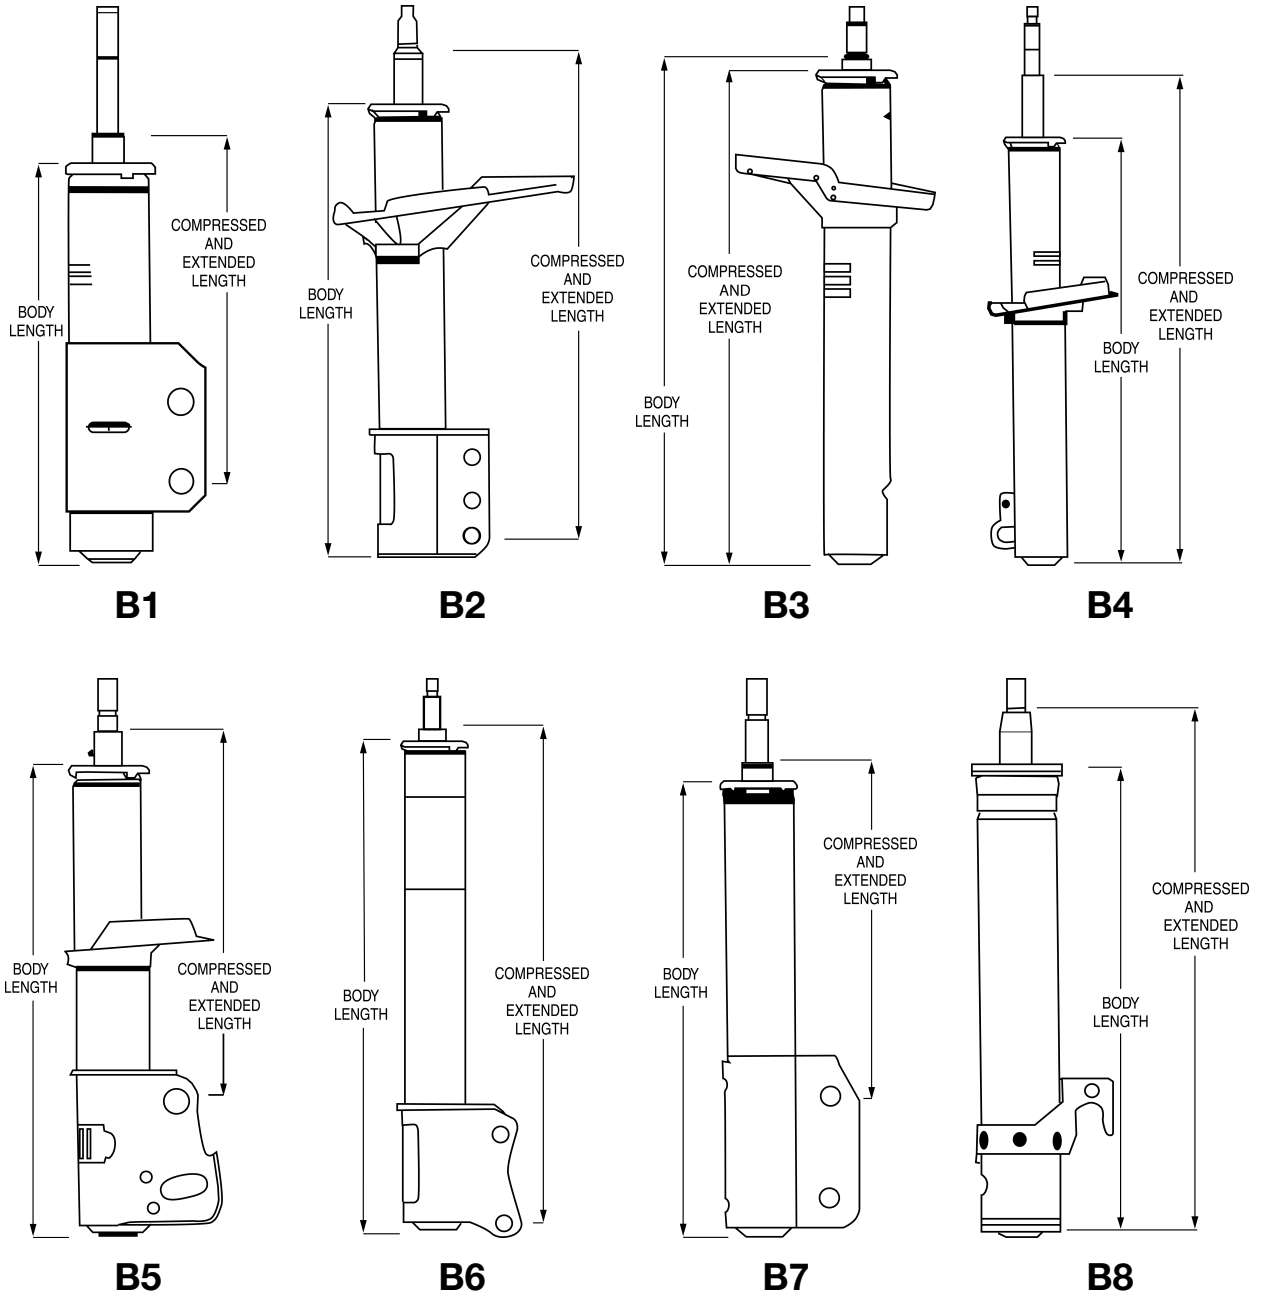 COMPRESSED
AND
EXTENDED
LENGTH
BODY
LENGTH
B1
COMPRESSED
AND
EXTENDED
LENGTH
BODY
LENGTH
B2
COMPRESSED
AND
EXTENDED
LENGTH
BODY
LENGTH
B3
COMPRESSED
AND
EXTENDED
LENGTH
BODY
LENGTH
B4
BODY
LENGTH
COMPRESSED
AND
EXTENDED
LENGTH
B5
COMPRESSED
AND
EXTENDED
LENGTH
BODY
LENGTH
B6
COMPRESSED
AND
EXTENDED
LENGTH
BODY
LENGTH
B7
COMPRESSED
AND
EXTENDED
LENGTH
BODY
LENGTH
B8